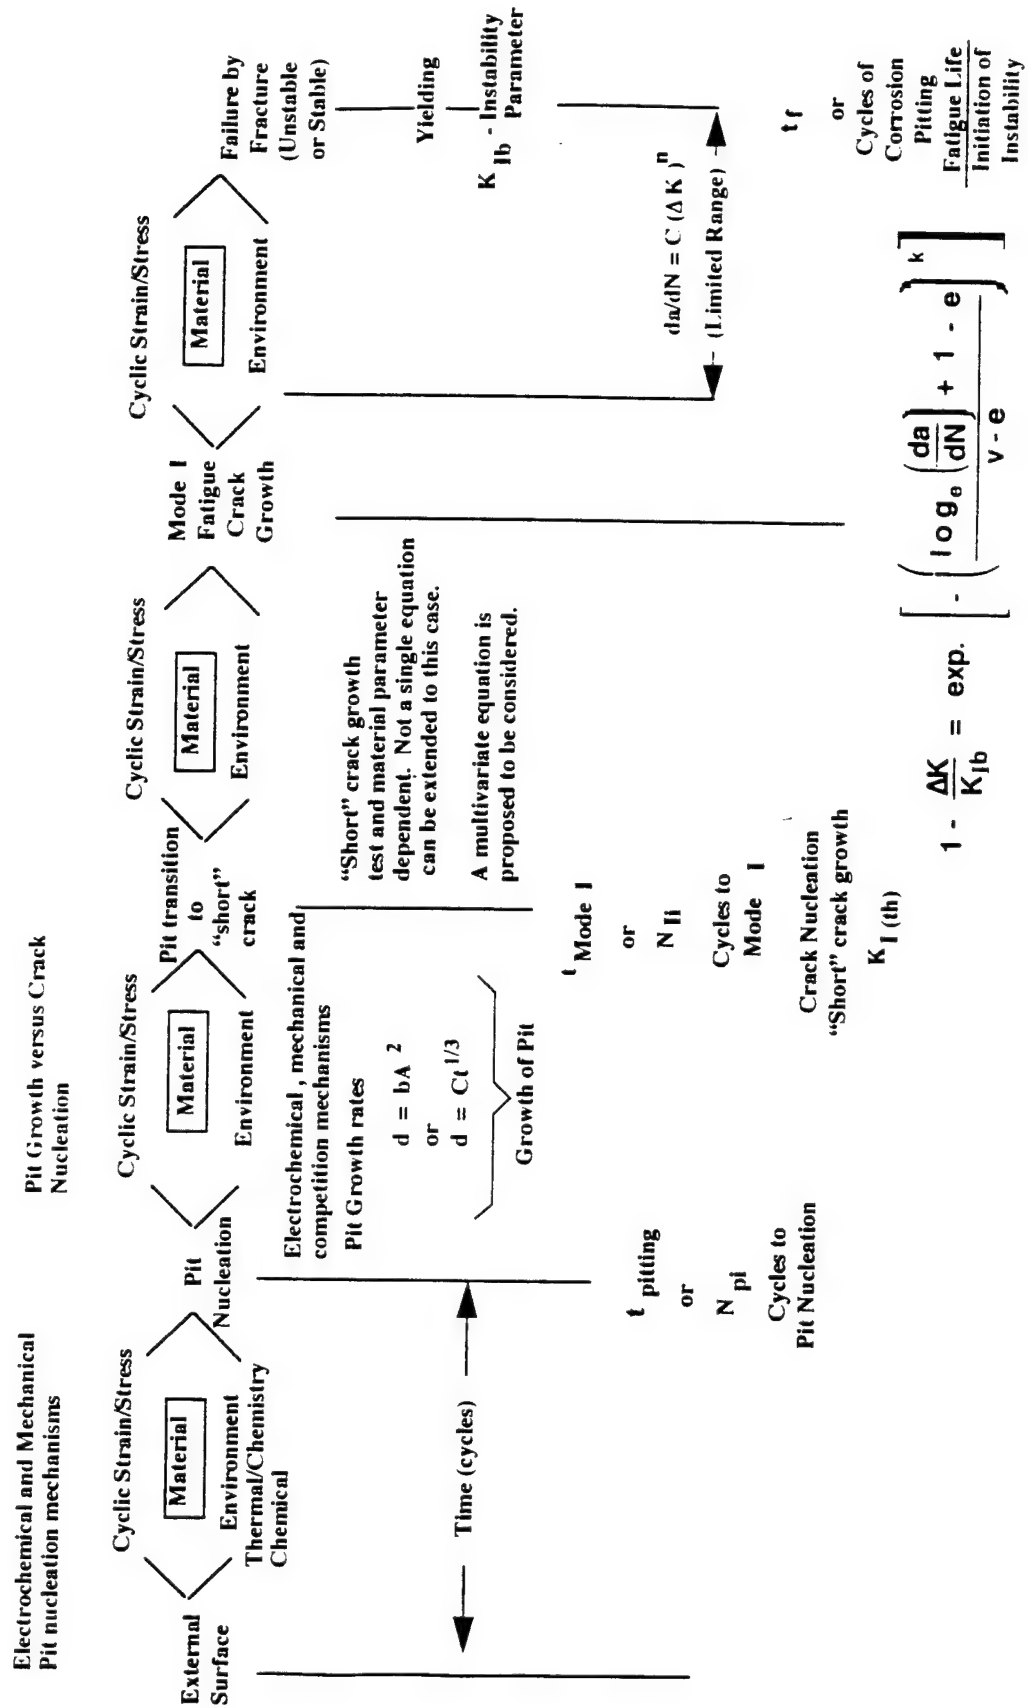 Electrochemical and Mechanical
Pit nucleation mechanisms
Pit Growth versus Crack
Nucleation
External
Surface
Cyclic Strain/Stress
Material
Environment
Thermal/Chemistry
Chemical
Pit
Nucleation
Cyclic Strain/Stress
Material
Environment
Pit transition
to
“short”
crack
Cyclic Strain/Stress
Material
Environment
Mode I
Fatigue
Crack
Growth
Cyclic Strain/Stress
Material
Environment
Failure by
Fracture
(Unstable
or Stable)
Yielding
K Ib - Instability
Parameter
Time (cycles)
Electrochemical , mechanical and
competition mechanisms
Pit Growth rates
d = bA 2
or
d = Ct 1/3
Growth of Pit
“Short” crack growth
test and material parameter
dependent. Not a single equation
can be extended to this case.
A multivariate equation is
proposed to be considered.
da/dN = C (Δ K )n
(Limited Range)
t pitting
or
N pi
Cycles to
Pit Nucleation
t Mode I
or
N Ii
Cycles to
Mode I
Crack Nucleation
“Short” crack growth
K I (th)
t f
or
Cycles of
Corrosion
Pitting
Fatigue Life
Initiation of
Instability
1 - ΔK/K Ib = exp. [ - ( ( log e (da/dN) + 1 - e ) / (v - e) ) k ]